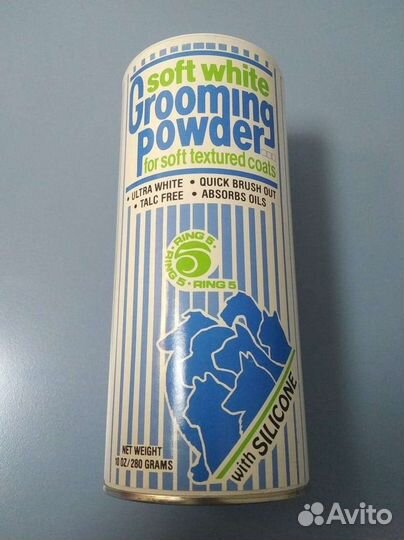 soft white
Grooming
powder
for soft textured coats
• ULTRA WHITE • QUICK BRUSH OUT
• TALC FREE • ABSORBS OILS
RING 5 • RING 5 • RING 5 •
5
with SILICONE
NET WEIGHT
10 OZ/280 GRAMS
Avito